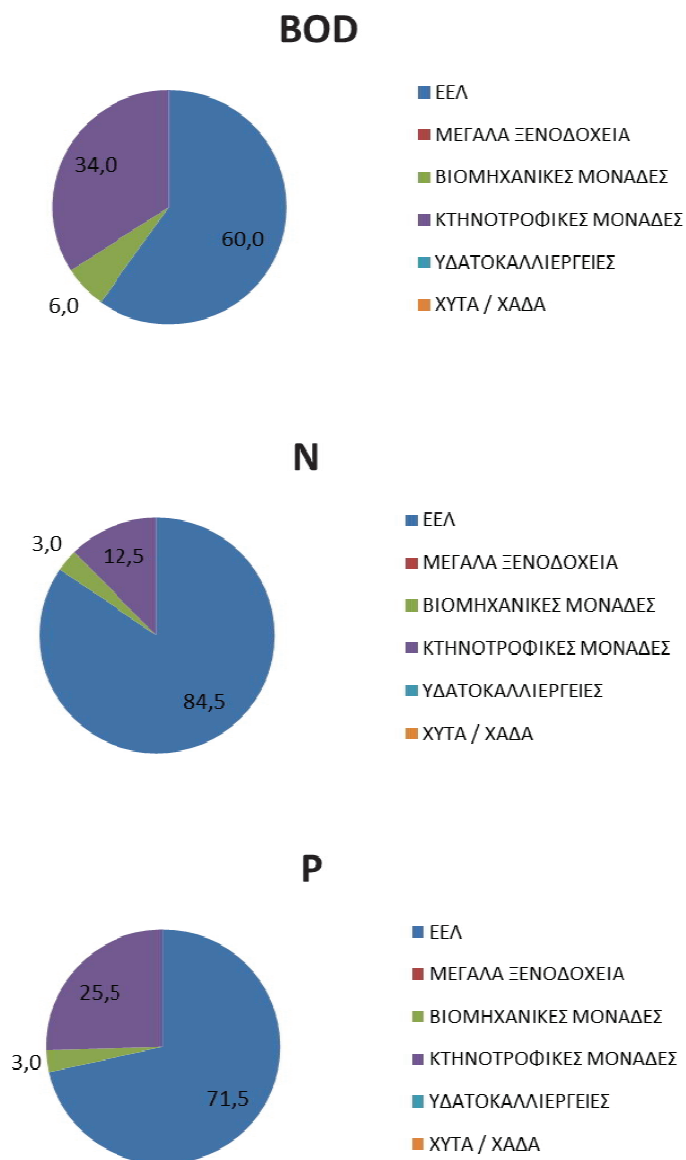 BOD
34,0
60,0
6,0
ΕΕΛ
ΜΕΓΑΛΑ ΞΕΝΟΔΟΧΕΙΑ
ΒΙΟΜΗΧΑΝΙΚΕΣ ΜΟΝΑΔΕΣ
ΚΤΗΝΟΤΡΟΦΙΚΕΣ ΜΟΝΑΔΕΣ
ΥΔΑΤΟΚΑΛΛΙΕΡΓΕΙΕΣ
ΧΥΤΑ / ΧΑΔΑ
N
3,0
12,5
84,5
ΕΕΛ
ΜΕΓΑΛΑ ΞΕΝΟΔΟΧΕΙΑ
ΒΙΟΜΗΧΑΝΙΚΕΣ ΜΟΝΑΔΕΣ
ΚΤΗΝΟΤΡΟΦΙΚΕΣ ΜΟΝΑΔΕΣ
ΥΔΑΤΟΚΑΛΛΙΕΡΓΕΙΕΣ
ΧΥΤΑ / ΧΑΔΑ
P
25,5
3,0
71,5
ΕΕΛ
ΜΕΓΑΛΑ ΞΕΝΟΔΟΧΕΙΑ
ΒΙΟΜΗΧΑΝΙΚΕΣ ΜΟΝΑΔΕΣ
ΚΤΗΝΟΤΡΟΦΙΚΕΣ ΜΟΝΑΔΕΣ
ΥΔΑΤΟΚΑΛΛΙΕΡΓΕΙΕΣ
ΧΥΤΑ / ΧΑΔΑ